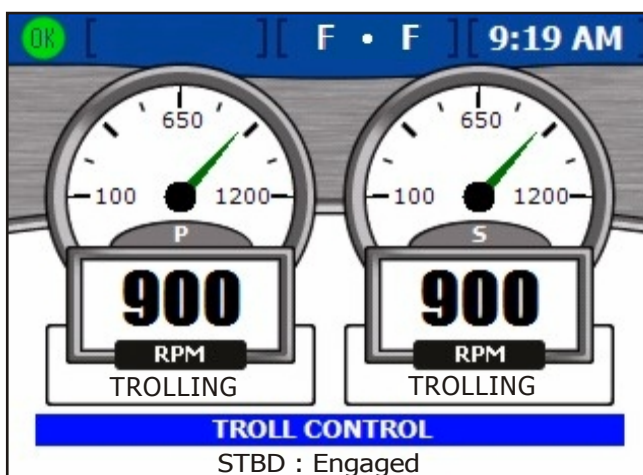 OK [ ] [ F • F ] [ 9:19 AM ]
650 650
100 1200 100 1200
P S
900 900
RPM RPM
TROLLING TROLLING
TROLL CONTROL
STBD : Engaged